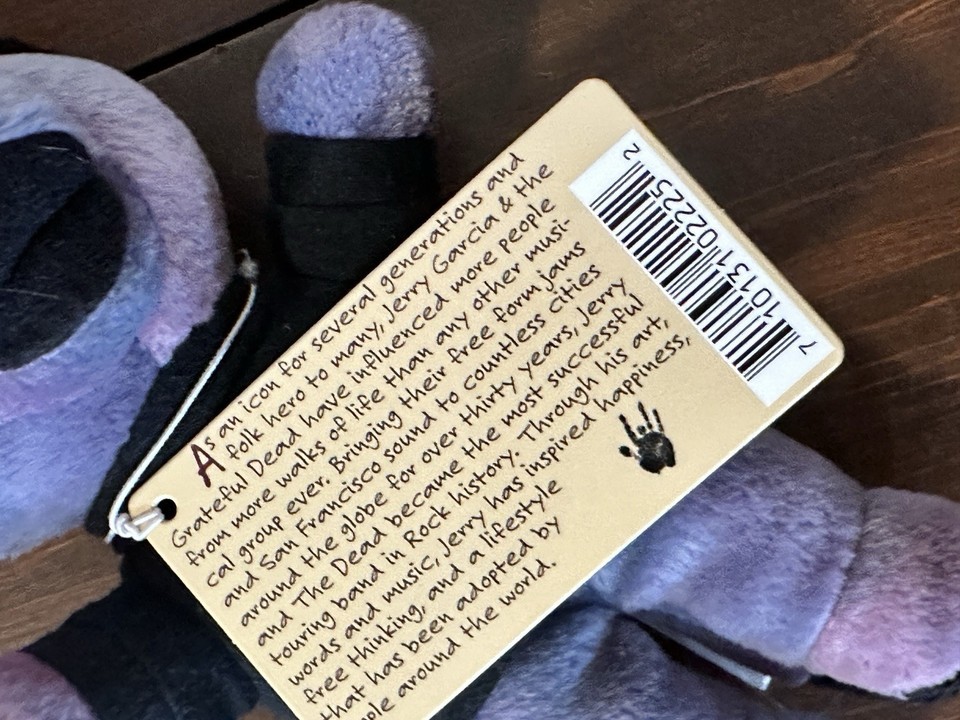 As an icon for several generations and
folk hero to many, Jerry Garcia & the
Grateful Dead have influenced more people
from more walks of life than any other musi-
cal group ever. Bringing their free form jams
and San Francisco sound to countless cities
around the globe for over thirty years, Jerry
and The Dead became the most successful
touring band in Rock history. Through his art,
words and music, Jerry has inspired happiness,
free thinking, and a lifestyle
that has been adopted by
around the world.
7 10131 02225 2